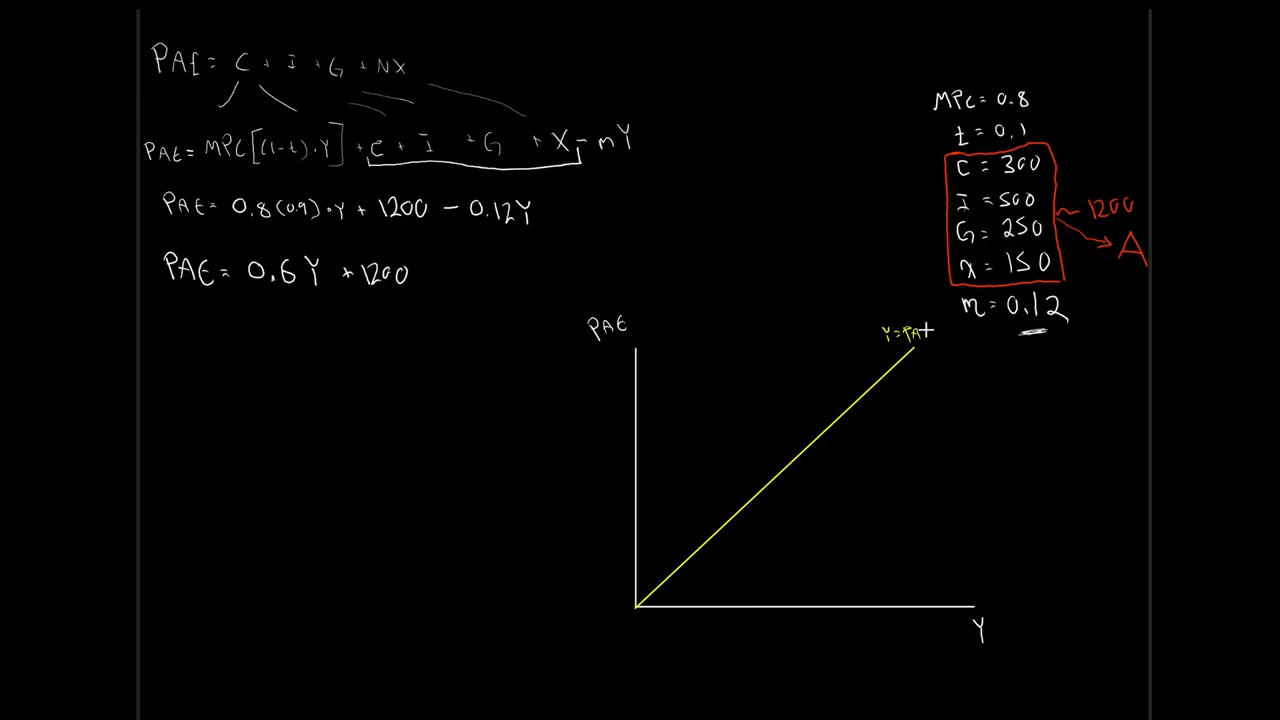 PAE = C + I + G + NX
PAE = MPC[(1-t)·Y] + C + I + G + X - mY
PAE = 0.8(0.9)·Y + 1200 - 0.12Y
PAE = 0.6Y + 1200
MPC = 0.8
t = 0.1
C = 300
I = 500
G = 250
x = 150
m = 0.12
1200
A
PAE
Y = PA
Y